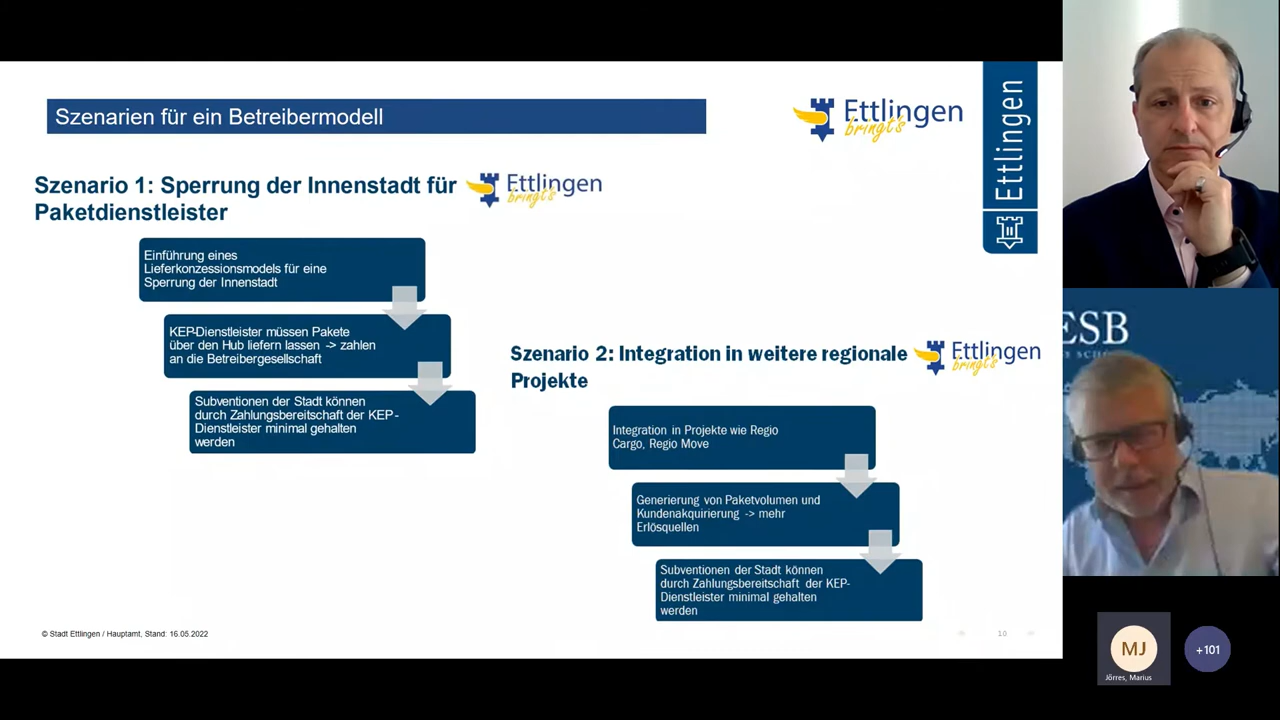 Szenarien für ein Betreibermodell
Ettlingen
bringt's
Ettlingen
Szenario 1: Sperrung der Innenstadt für
Paketdienstleister
Ettlingen
bringt's
Einführung eines
Lieferkonzessionsmodels für eine
Sperrung der Innenstadt
KEP-Dienstleister müssen Pakete
über den Hub liefern lassen -> zahlen
an die Betreibergesellschaft
Subventionen der Stadt können
durch Zahlungsbereitschaft der KEP-
Dienstleister minimal gehalten
werden
Szenario 2: Integration in weitere regionale
Projekte
Ettlingen
bringt's
Integration in Projekte wie Regio
Cargo, Regio Move
Generierung von Paketvolumen und
Kundenakquirierung -> mehr
Erlösquellen
Subventionen der Stadt können
durch Zahlungsbereitschaft der KEP-
Dienstleister minimal gehalten
werden
© Stadt Ettlingen / Hauptamt, Stand: 16.05.2022
10
ESB
MJ
Jörres, Marius
+101